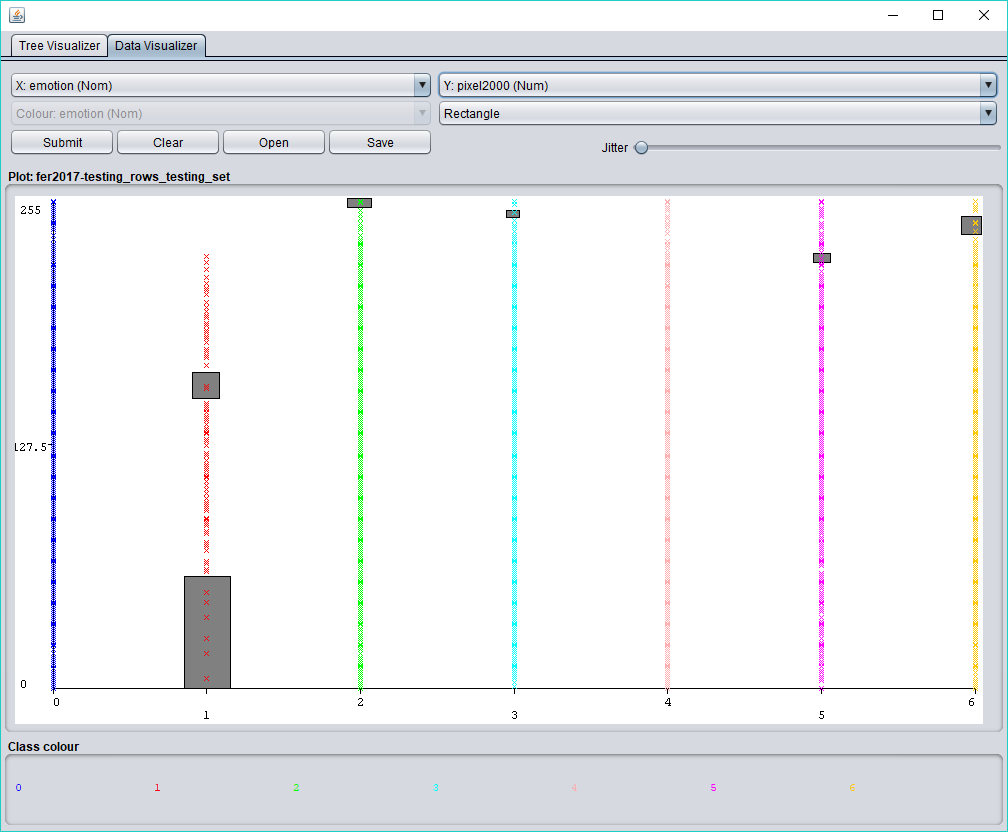 Tree Visualizer Data Visualizer
X: emotion (Nom) Y: pixel2000 (Num)
Colour: emotion (Nom) Rectangle
Submit Clear Open Save Jitter
Plot: fer2017-testing_rows_testing_set
255
127.5
0
0 2 4 6
1 3 5
Class colour
0 1 2 3 4 5 6